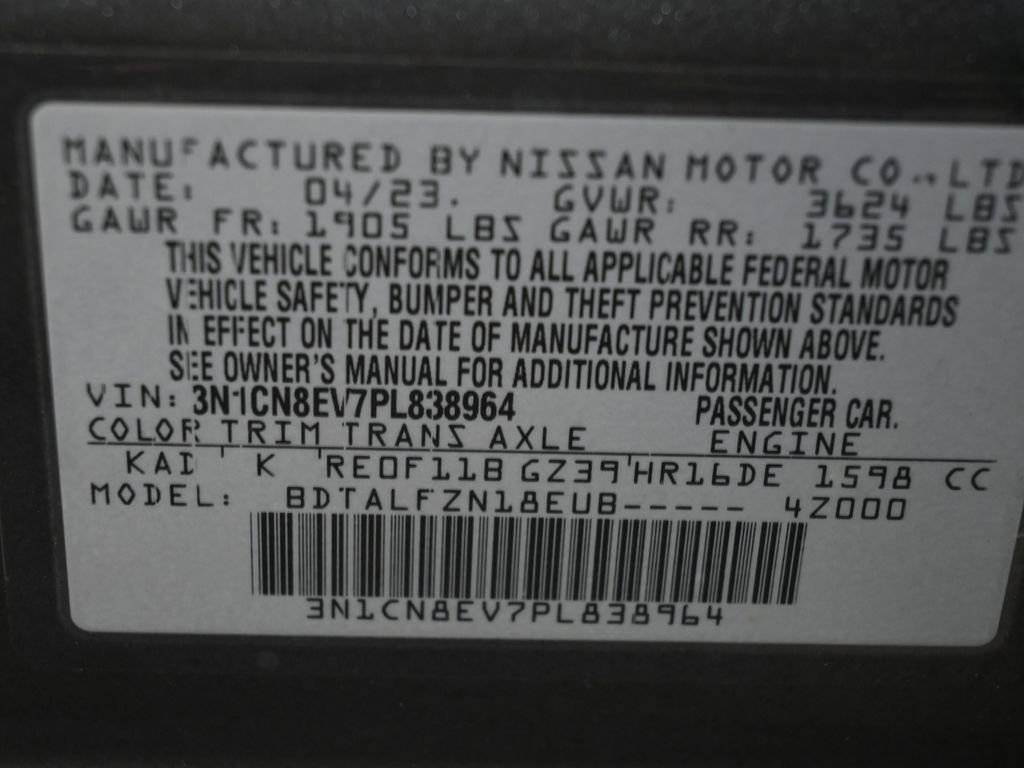 MANUFACTURED BY NISSAN MOTOR CO., LTD
DATE: 04/23. GVWR: 3624 LBS
GAWR FR: 1905 LBS GAWR RR: 1735 LBS
THIS VEHICLE CONFORMS TO ALL APPLICABLE FEDERAL MOTOR
VEHICLE SAFETY, BUMPER AND THEFT PREVENTION STANDARDS
IN EFFECT ON THE DATE OF MANUFACTURE SHOWN ABOVE.
SEE OWNER'S MANUAL FOR ADDITIONAL INFORMATION.
VIN: 3N1CN8EV7PL838964 PASSENGER CAR.
COLOR TRIM TRANS AXLE ENGINE
KAD K RE0F11B GZ39 HR16DE 1598 CC
MODEL: BDTALFZN18EUB----- 4Z000
3N1CN8EV7PL838964